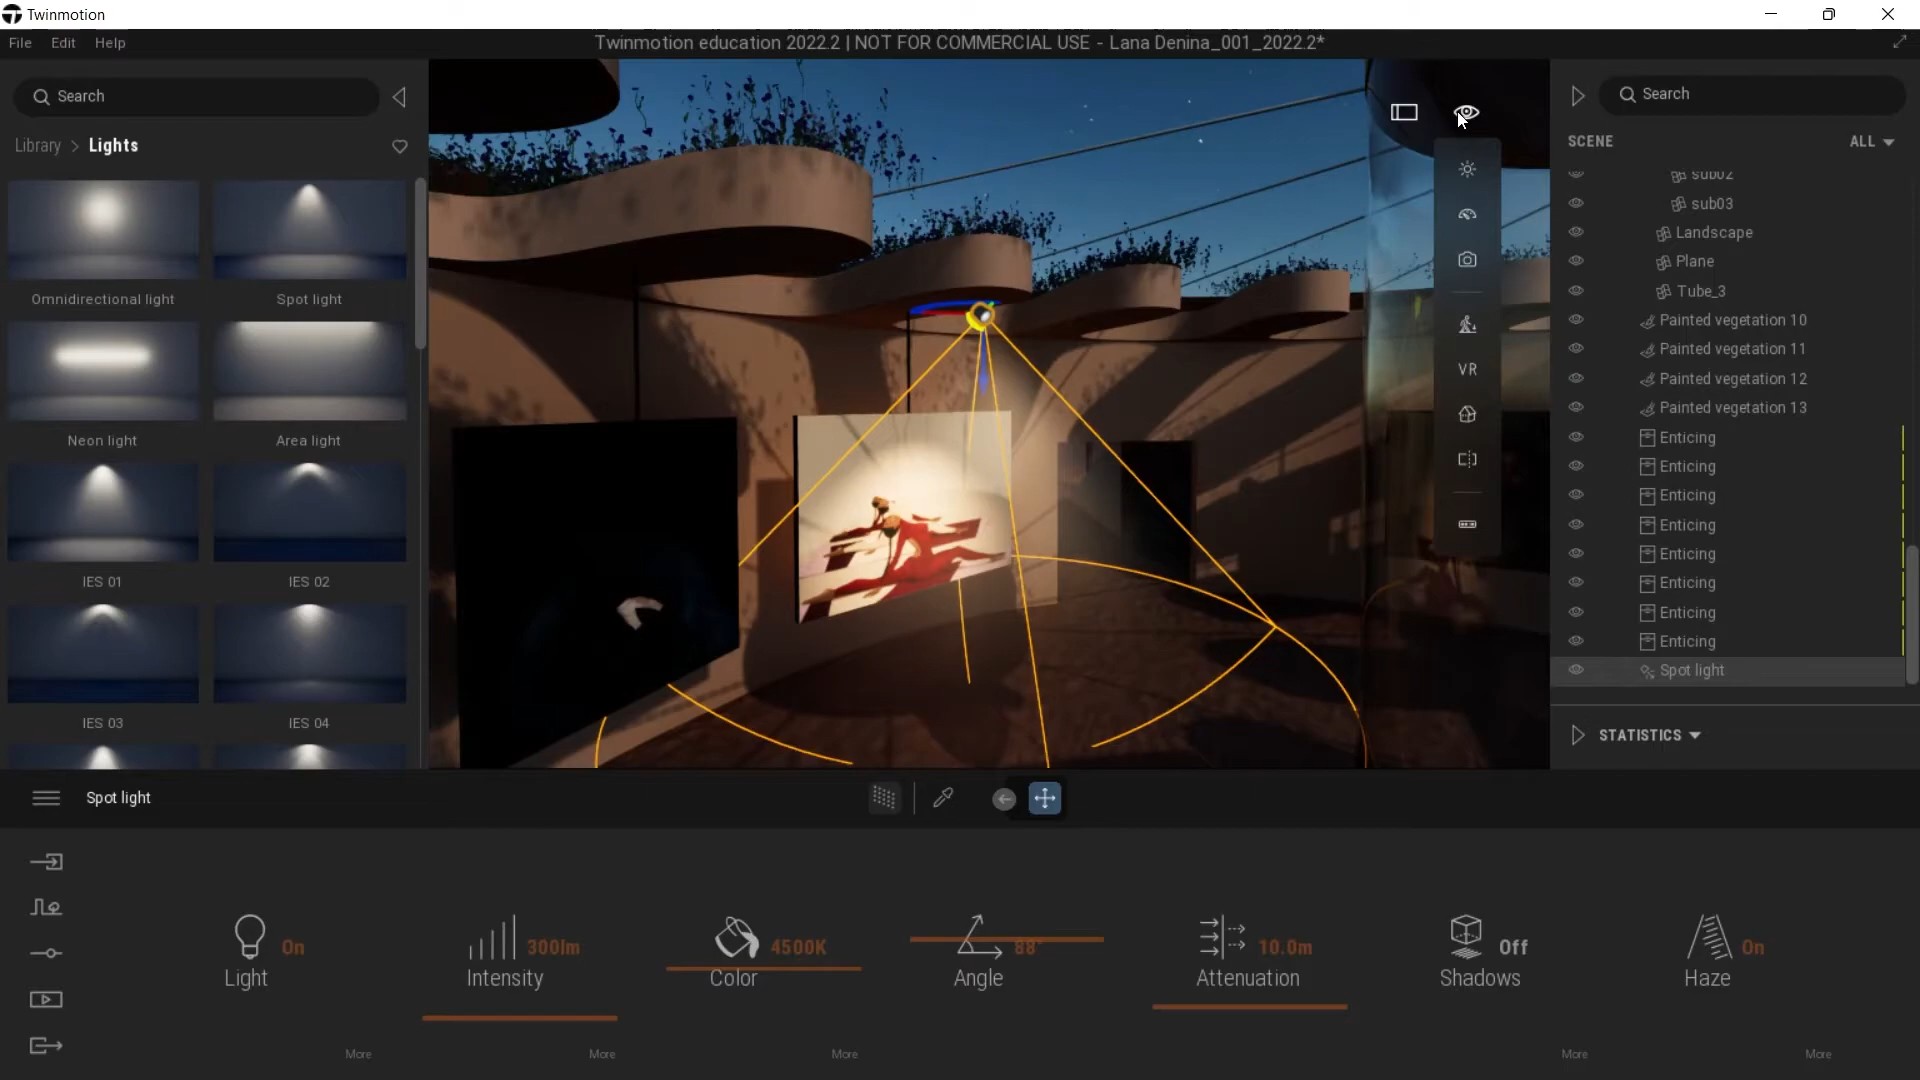 Twinmotion
File Edit Help
Twinmotion education 2022.2 | NOT FOR COMMERCIAL USE - Lana Denina_001_2022.2*
Search
Library > Lights
Omnidirectional light
Spot light
Neon light
Area light
IES 01
IES 02
IES 03
IES 04
VR
Search
SCENE
ALL
sub02
sub03
Landscape
Plane
Tube_3
Painted vegetation 10
Painted vegetation 11
Painted vegetation 12
Painted vegetation 13
Enticing
Enticing
Enticing
Enticing
Enticing
Enticing
Enticing
Enticing
Spot light
STATISTICS
Spot light
On
Light
More
300lm
Intensity
More
4500K
Color
More
88°
Angle
10.0m
Attenuation
Off
Shadows
More
On
Haze
More